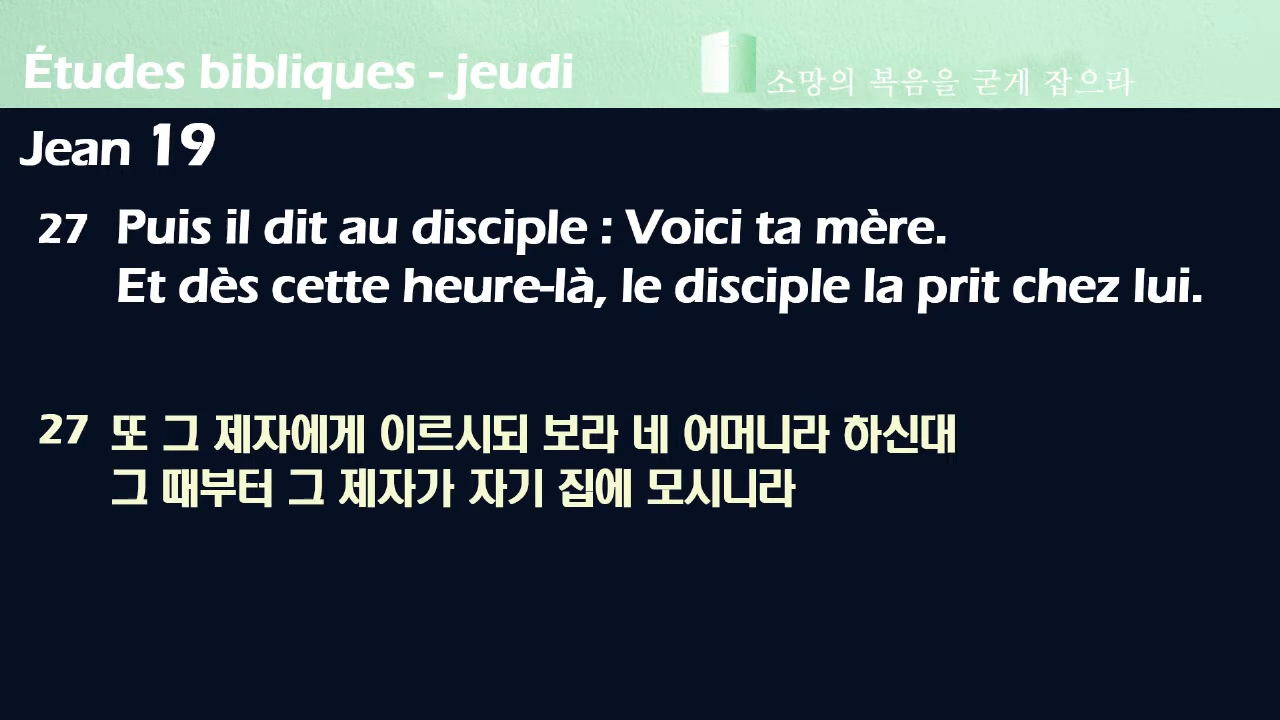 Études bibliques - jeudi
소망의 복음을 굳게 잡으라
Jean 19
27 Puis il dit au disciple : Voici ta mère.
Et dès cette heure-là, le disciple la prit chez lui.
27 또 그 제자에게 이르시되 보라 네 어머니라 하신대
그 때부터 그 제자가 자기 집에 모시니라